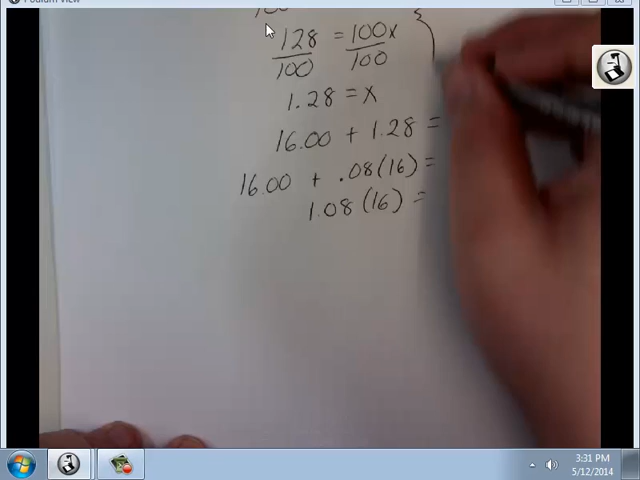 128 = 100x
100 100
1.28 = x
16.00 + 1.28 =
16.00 + .08(16) =
1.08(16) =
3:31 PM
5/12/2014